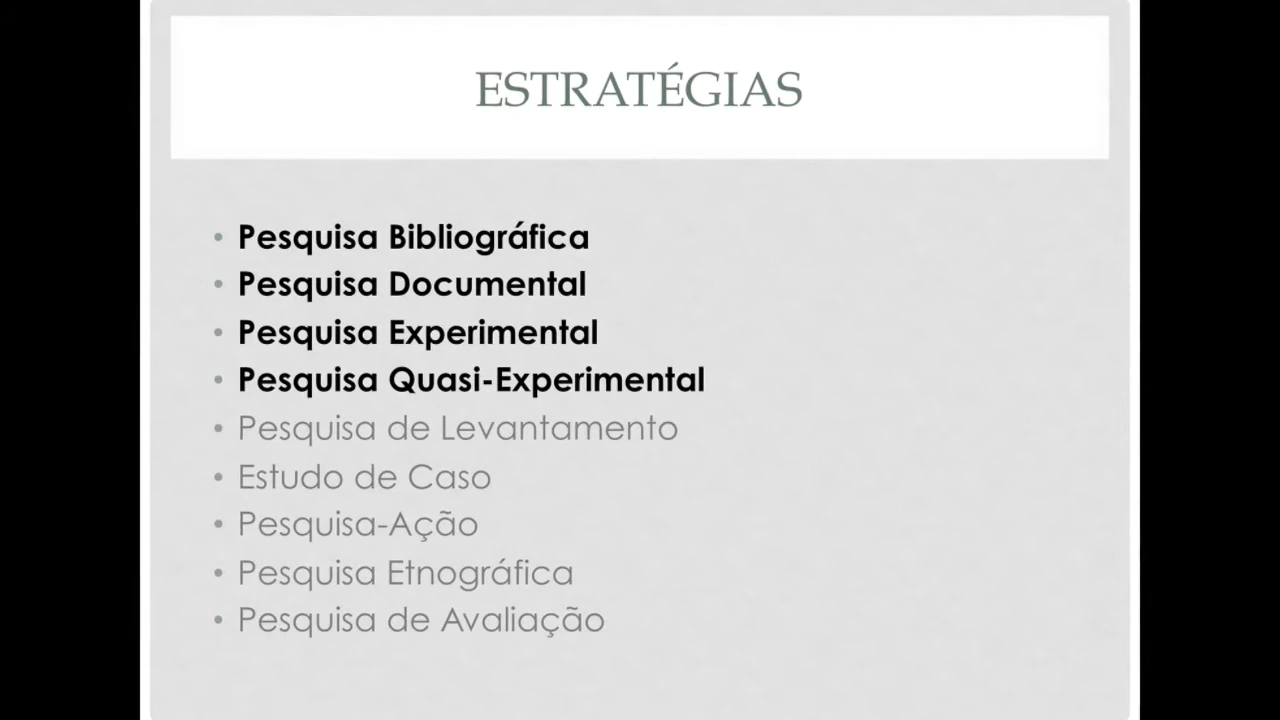 ESTRATÉGIAS
• Pesquisa Bibliográfica
• Pesquisa Documental
• Pesquisa Experimental
• Pesquisa Quasi-Experimental
• Pesquisa de Levantamento
• Estudo de Caso
• Pesquisa-Ação
• Pesquisa Etnográfica
• Pesquisa de Avaliação